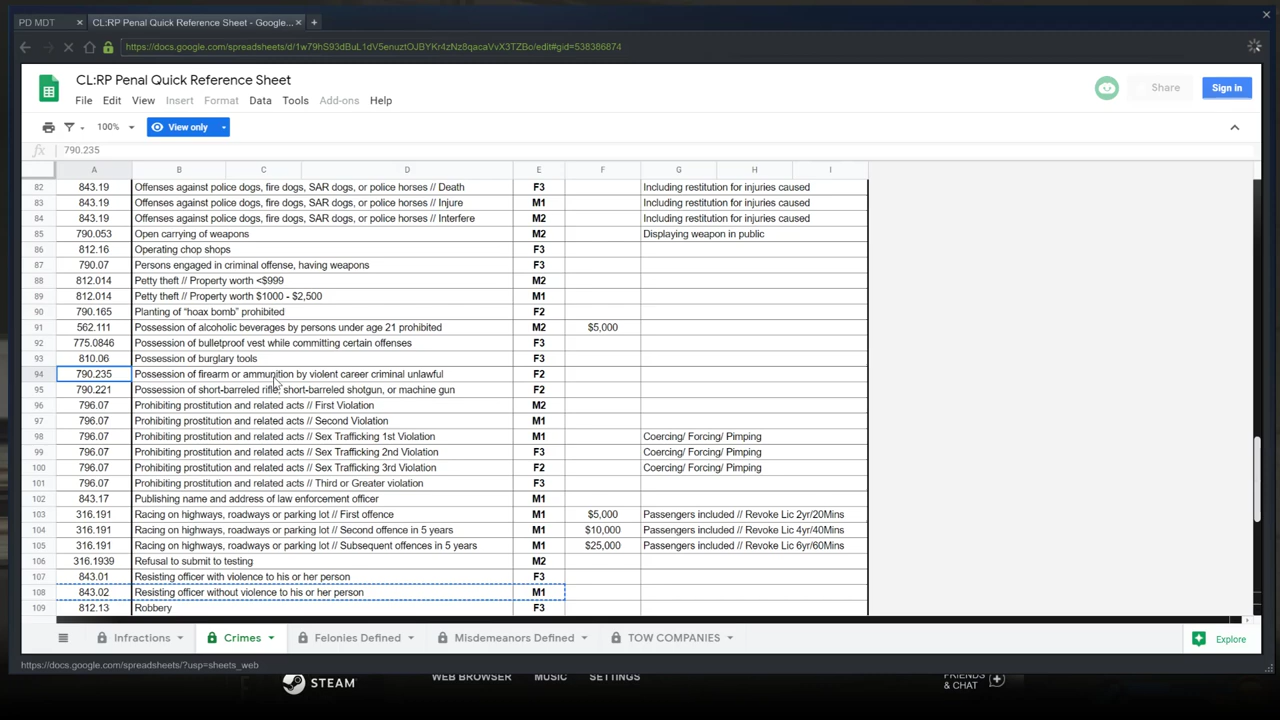 PD MDT × CL:RP Penal Quick Reference Sheet - Google... × + ×
https://docs.google.com/spreadsheets/d/1w79hS93dBuL1dV5enuztOJBYKr4zNz8qacaVvX3TZBo/edit#gid=538386874
CL:RP Penal Quick Reference Sheet
Share Sign in
File Edit View Insert Format Data Tools Add-ons Help
100% View only
fx 790.235
A B C D E F G H I
82 843.19 Offenses against police dogs, fire dogs, SAR dogs, or police horses // Death F3 Including restitution for injuries caused
83 843.19 Offenses against police dogs, fire dogs, SAR dogs, or police horses // Injure M1 Including restitution for injuries caused
84 843.19 Offenses against police dogs, fire dogs, SAR dogs, or police horses // Interfere M2 Including restitution for injuries caused
85 790.053 Open carrying of weapons M2 Displaying weapon in public
86 812.16 Operating chop shops F3
87 790.07 Persons engaged in criminal offense, having weapons F3
88 812.014 Petty theft // Property worth <$999 M2
89 812.014 Petty theft // Property worth $1000 - $2,500 M1
90 790.165 Planting of “hoax bomb” prohibited F2
91 562.111 Possession of alcoholic beverages by persons under age 21 prohibited M2 $5,000
92 775.0846 Possession of bulletproof vest while committing certain offenses F3
93 810.06 Possession of burglary tools F3
94 790.235 Possession of firearm or ammunition by violent career criminal unlawful F2
95 790.221 Possession of short-barreled rifle, short-barreled shotgun, or machine gun F2
96 796.07 Prohibiting prostitution and related acts // First Violation M2
97 796.07 Prohibiting prostitution and related acts // Second Violation M1
98 796.07 Prohibiting prostitution and related acts // Sex Trafficking 1st Violation M1 Coercing/ Forcing/ Pimping
99 796.07 Prohibiting prostitution and related acts // Sex Trafficking 2nd Violation F3 Coercing/ Forcing/ Pimping
100 796.07 Prohibiting prostitution and related acts // Sex Trafficking 3rd Violation F2 Coercing/ Forcing/ Pimping
101 796.07 Prohibiting prostitution and related acts // Third or Greater violation F3
102 843.17 Publishing name and address of law enforcement officer M1
103 316.191 Racing on highways, roadways or parking lot // First offence M1 $5,000 Passengers included // Revoke Lic 2yr/20Mins
104 316.191 Racing on highways, roadways or parking lot // Second offence in 5 years M1 $10,000 Passengers included // Revoke Lic 4yr/40Mins
105 316.191 Racing on highways, roadways or parking lot // Subsequent offences in 5 years M1 $25,000 Passengers included // Revoke Lic 6yr/60Mins
106 316.1939 Refusal to submit to testing M2
107 843.01 Resisting officer with violence to his or her person F3
108 843.02 Resisting officer without violence to his or her person M1
109 812.13 Robbery F3
Infractions Crimes Felonies Defined Misdemeanors Defined TOW COMPANIES Explore
https://docs.google.com/spreadsheets/?usp=sheets_web
STEAM WEB BROWSER MUSIC SETTINGS FRIENDS
& CHAT